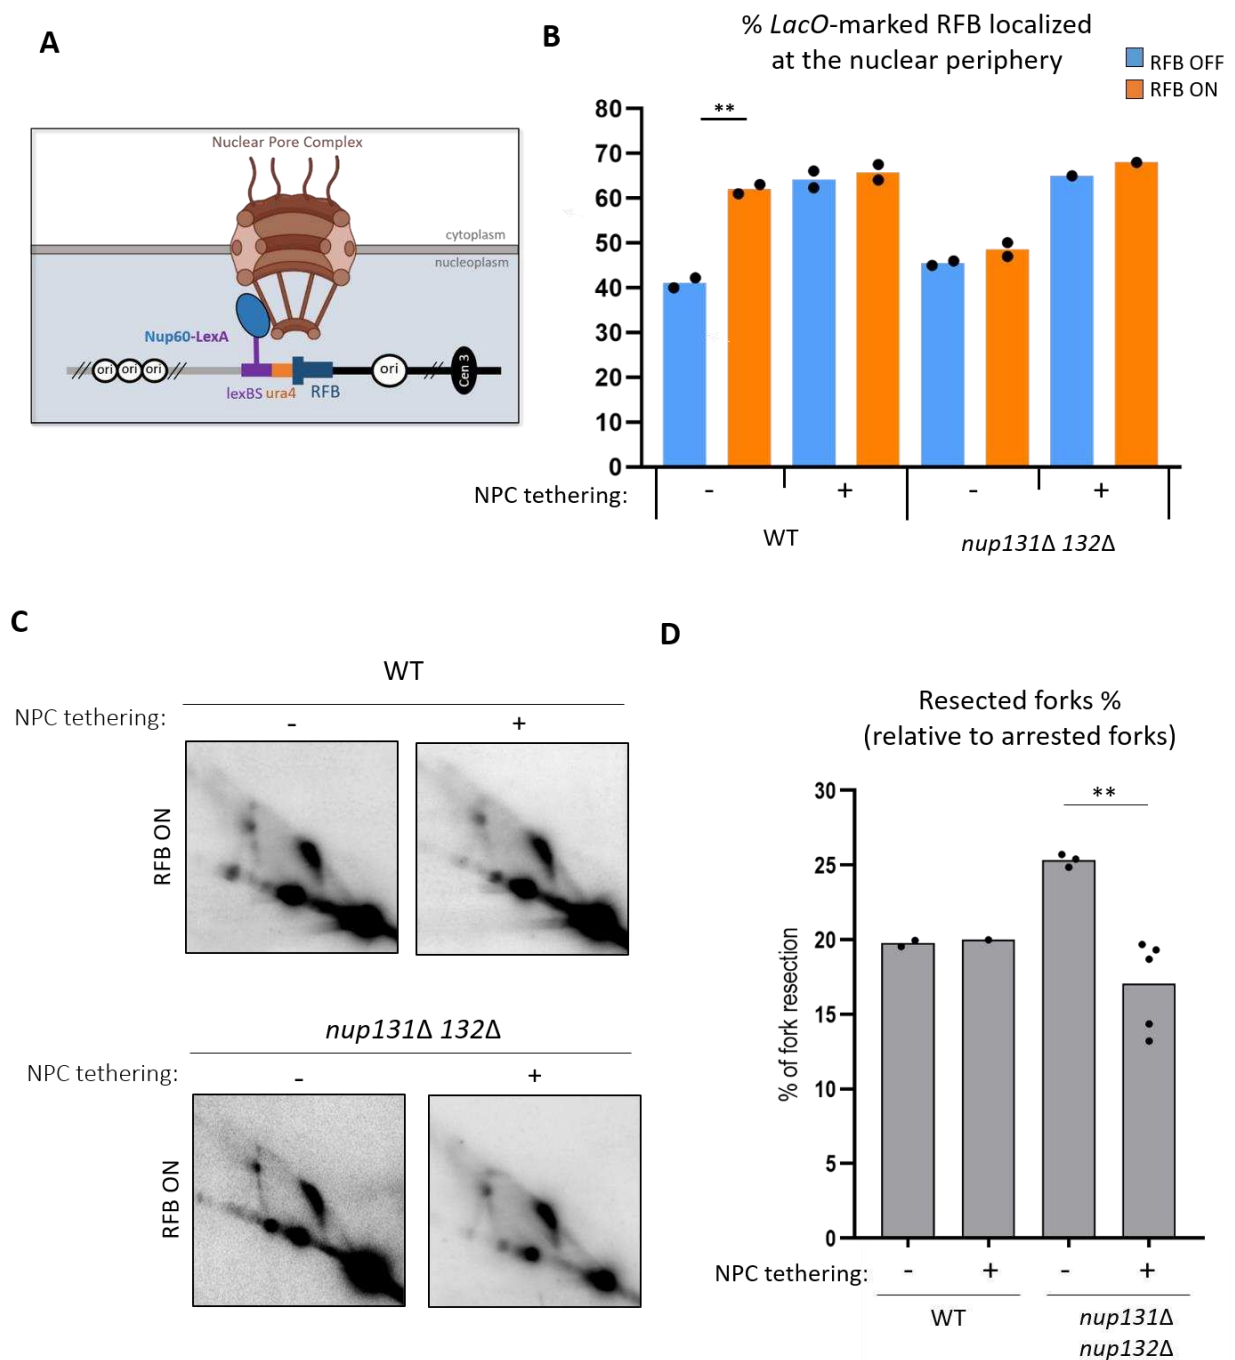 A
Nuclear Pore Complex
cytoplasm
nucleoplasm
Nup60-LexA
ori ori ori
ori
Cen 3
lexBS ura4 RFB
B
% LacO-marked RFB localized
at the nuclear periphery
RFB OFF
RFB ON
**
80
70
60
50
40
30
20
10
0
NPC tethering:
- + - +
WT
nup131Δ 132Δ
C
WT
NPC tethering:
- +
RFB ON
nup131Δ 132Δ
NPC tethering:
- +
RFB ON
D
Resected forks %
(relative to arrested forks)
**
% of fork resection
30
25
20
15
10
5
0
NPC tethering:
- + - +
WT
nup131Δ
nup132Δ